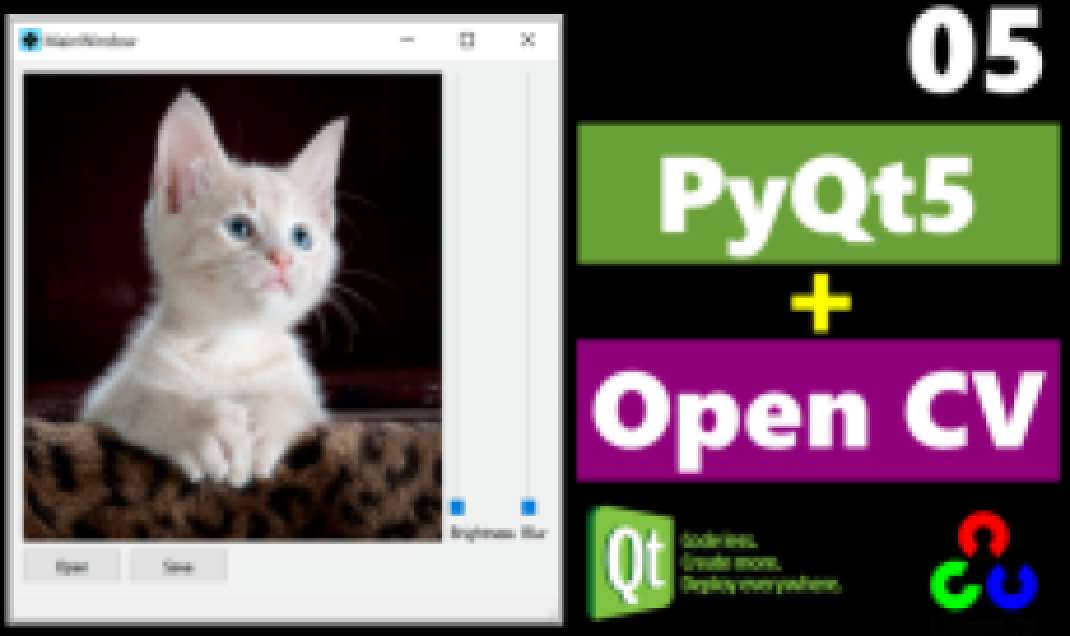 MainWindow
Brightness Blur
Open Save
05
PyQt5
+
Open CV
Qt
Code less.
Create more.
Deploy everywhere.